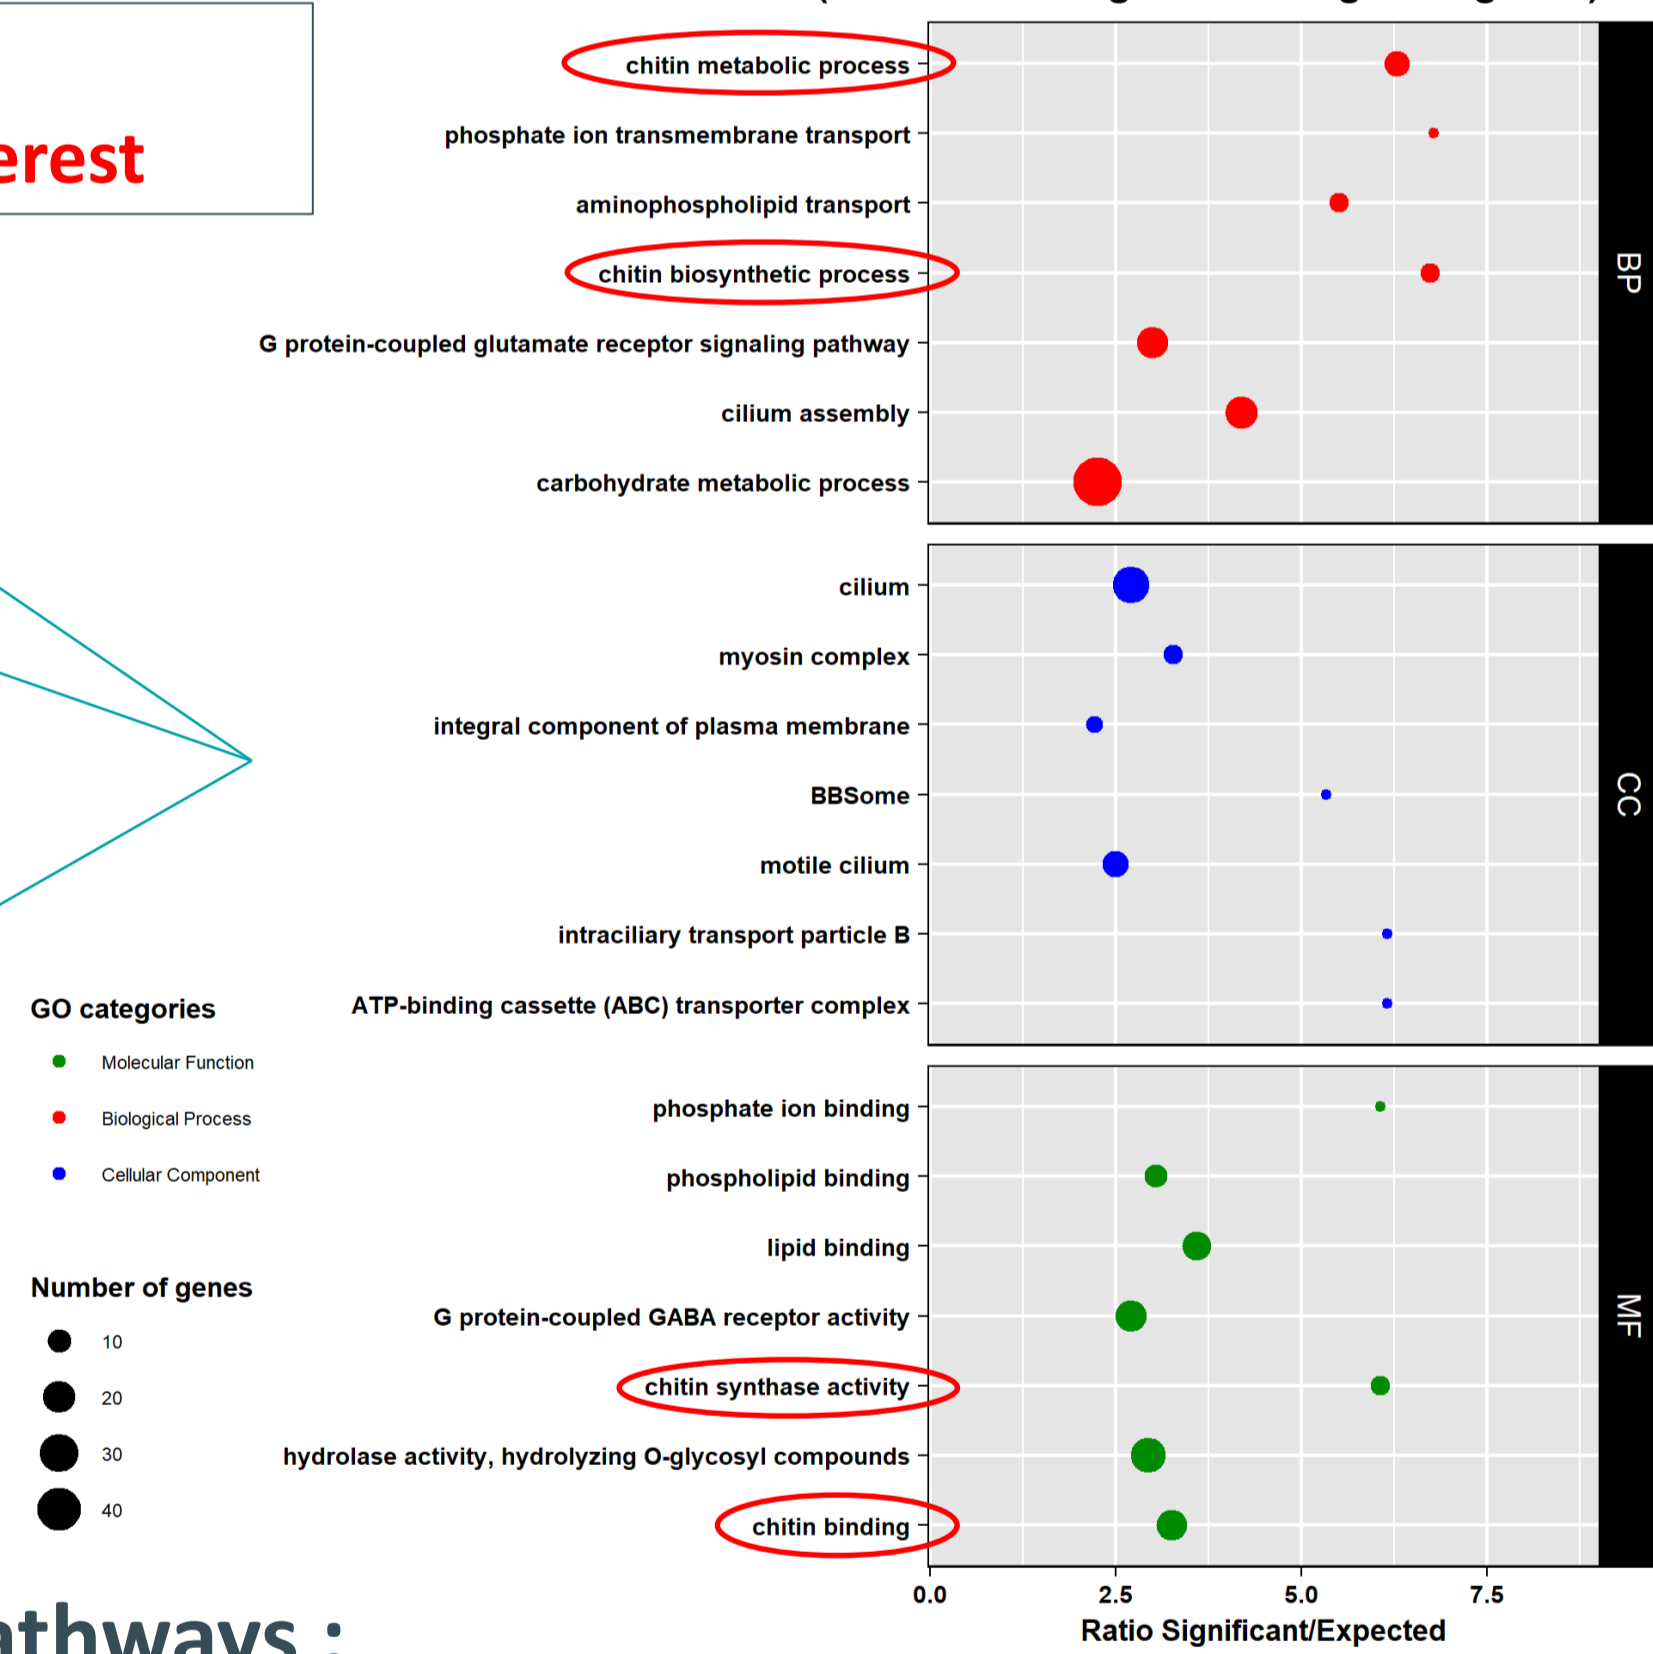 erest
chitin metabolic process
phosphate ion transmembrane transport
aminophospholipid transport
chitin biosynthetic process
G protein-coupled glutamate receptor signaling pathway
cilium assembly
carbohydrate metabolic process
BP
cilium
myosin complex
integral component of plasma membrane
BBSome
motile cilium
intraciliary transport particle B
ATP-binding cassette (ABC) transporter complex
CC
GO categories
Molecular Function
Biological Process
Cellular Component
Number of genes
10
20
30
40
phosphate ion binding
phospholipid binding
lipid binding
G protein-coupled GABA receptor activity
chitin synthase activity
hydrolase activity, hydrolyzing O-glycosyl compounds
chitin binding
MF
0.0 2.5 5.0 7.5
Ratio Significant/Expected
athways :